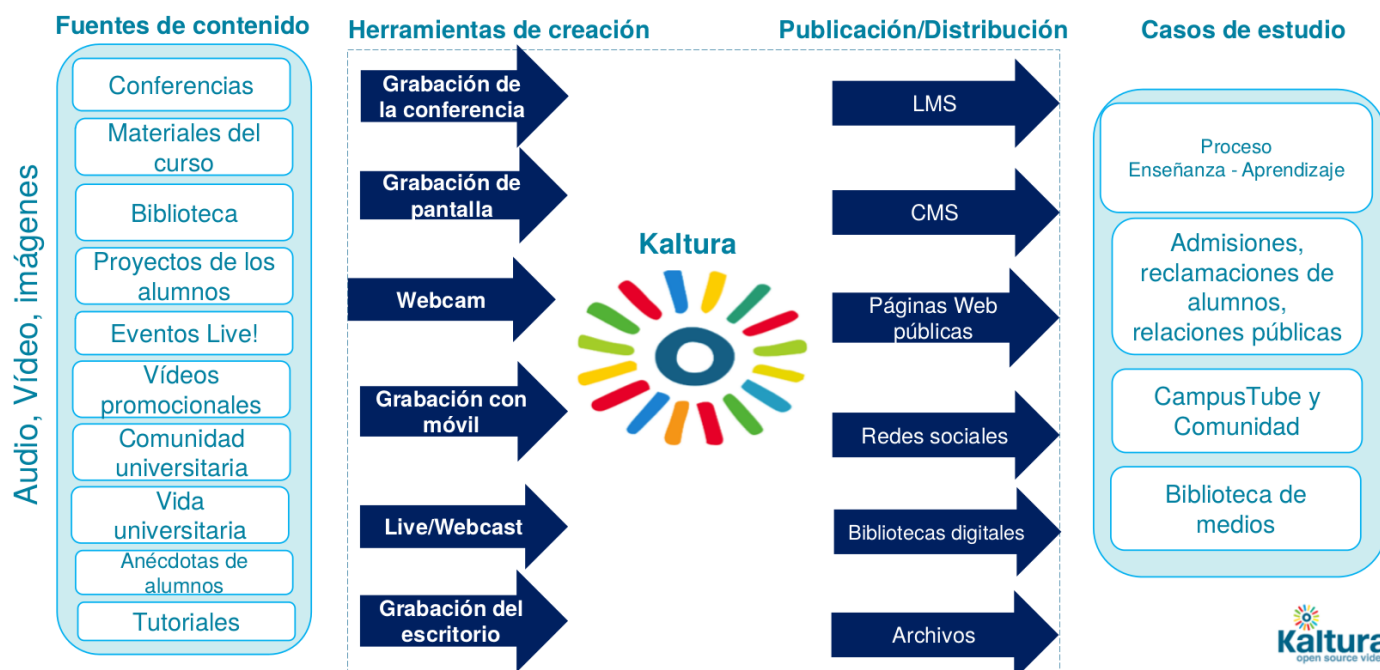 Fuentes de contenido
Audio, Vídeo, imágenes
Conferencias
Materiales del
curso
Biblioteca
Proyectos de los
alumnos
Eventos Live!
Vídeos
promocionales
Comunidad
universitaria
Vida
universitaria
Anécdotas de
alumnos
Tutoriales
Herramientas de creación
Grabación de
la conferencia
Grabación de
pantalla
Webcam
Grabación con
móvil
Live/Webcast
Grabación del
escritorio
Kaltura
Publicación/Distribución
LMS
CMS
Páginas Web
públicas
Redes sociales
Bibliotecas digitales
Archivos
Casos de estudio
Proceso
Enseñanza - Aprendizaje
Admisiones,
reclamaciones de
alumnos,
relaciones públicas
CampusTube y
Comunidad
Biblioteca de
medios
Kaltura
open source video